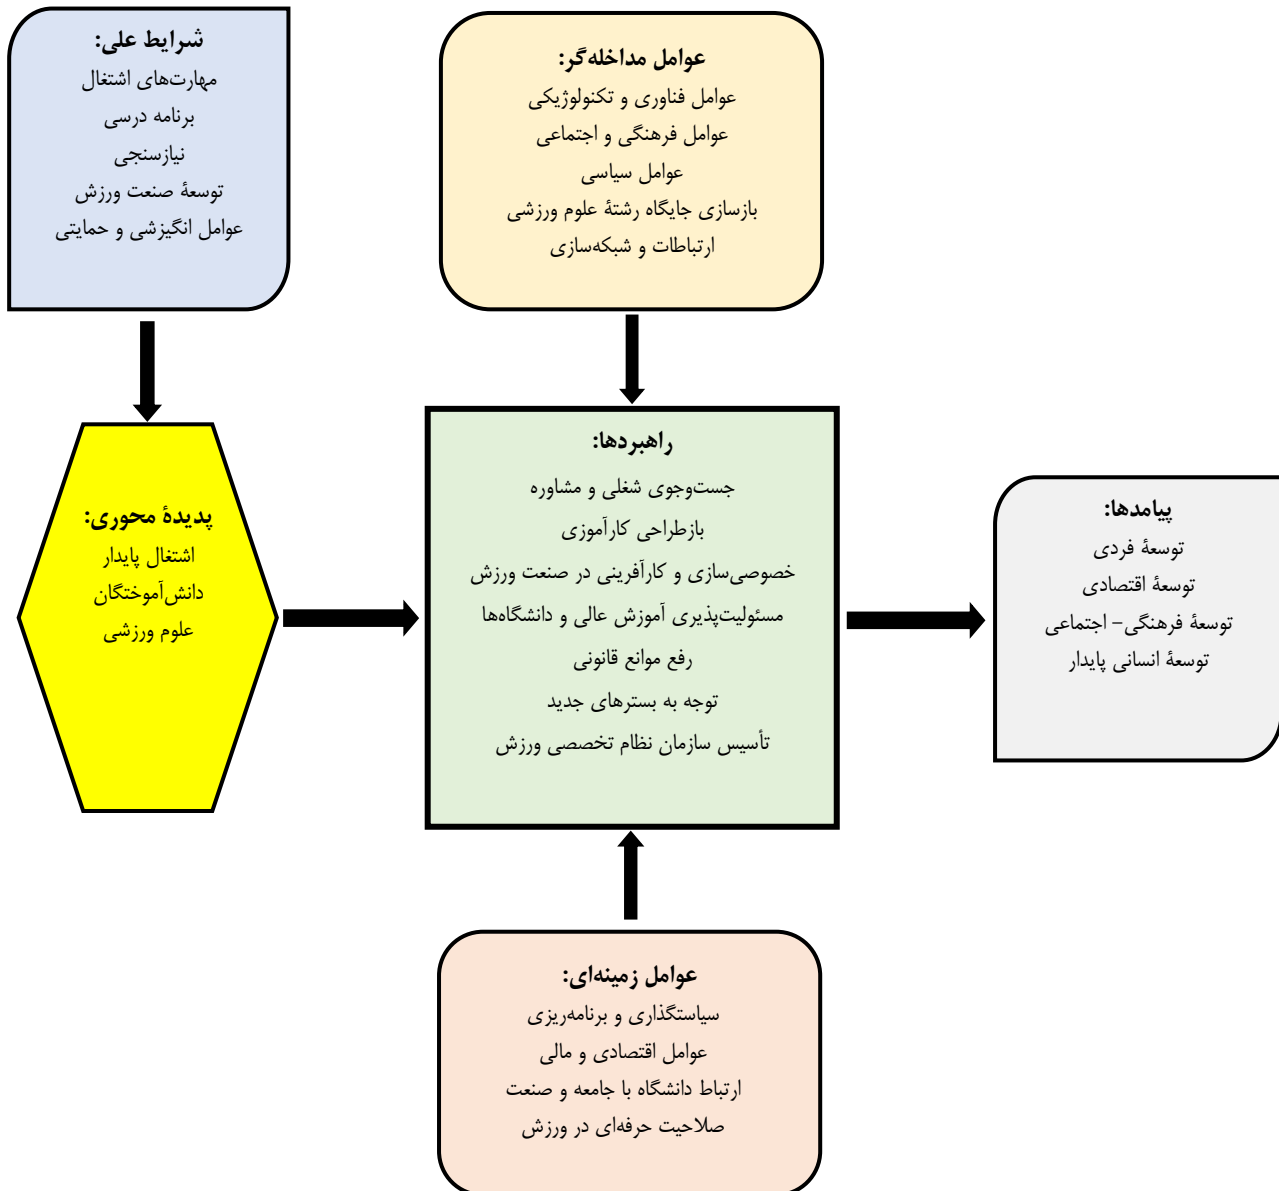 شرایط علی:
مهارت‌های اشتغال
برنامه درسی
نیازسنجی
توسعهٔ صنعت ورزش
عوامل انگیزشی و حمایتی
عوامل مداخله‌گر:
عوامل فناوری و تکنولوژیکی
عوامل فرهنگی و اجتماعی
عوامل سیاسی
بازسازی جایگاه رشتهٔ علوم ورزشی
ارتباطات و شبکه‌سازی
پدیدهٔ محوری:
اشتغال پایدار
دانش‌آموختگان
علوم ورزشی
راهبردها:
جست‌وجوی شغلی و مشاوره
بازطراحی کارآموزی
خصوصی‌سازی و کارآفرینی در صنعت ورزش
مسئولیت‌پذیری آموزش عالی و دانشگاه‌ها
رفع موانع قانونی
توجه به بسترهای جدید
تأسیس سازمان نظام تخصصی ورزش
پیامدها:
توسعهٔ فردی
توسعهٔ اقتصادی
توسعهٔ فرهنگی- اجتماعی
توسعهٔ انسانی پایدار
عوامل زمینه‌ای:
سیاستگذاری و برنامه‌ریزی
عوامل اقتصادی و مالی
ارتباط دانشگاه با جامعه و صنعت
صلاحیت حرفه‌ای در ورزش